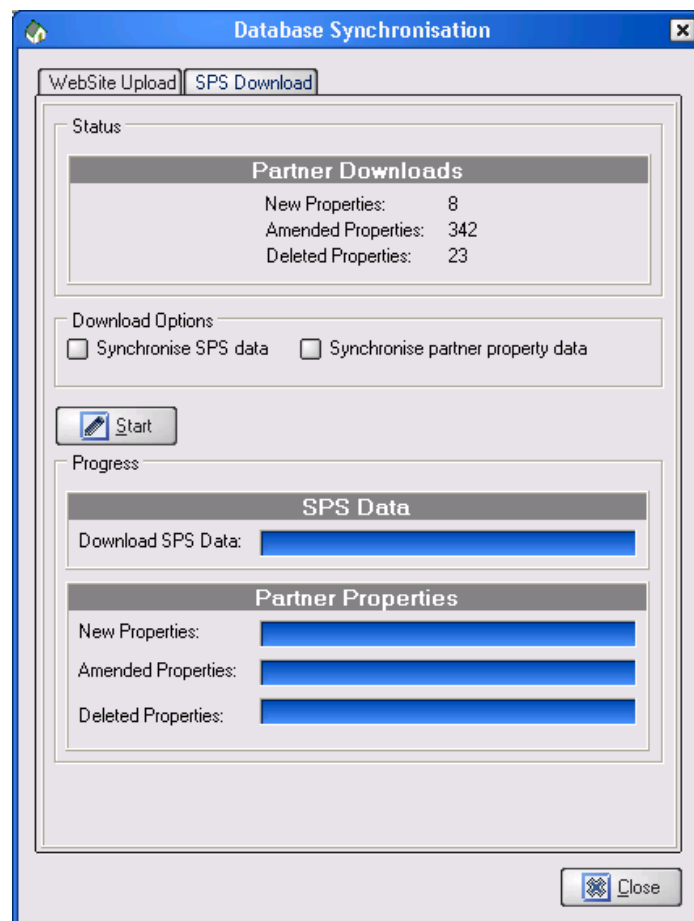 Database Synchronisation
WebSite Upload SPS Download
Status
Partner Downloads
New Properties: 8
Amended Properties: 342
Deleted Properties: 23
Download Options
Synchronise SPS data Synchronise partner property data
Start
Progress
SPS Data
Download SPS Data:
Partner Properties
New Properties:
Amended Properties:
Deleted Properties:
Close